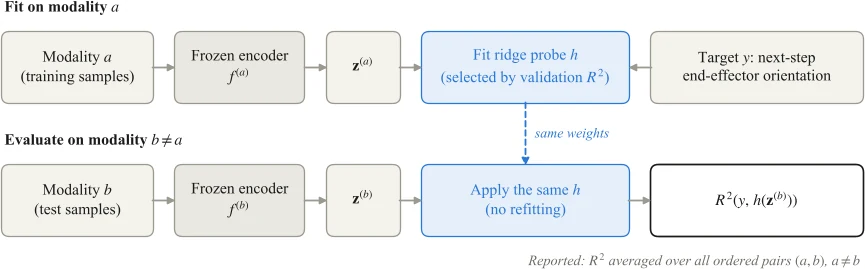 Fit on modality a
Modality a
(training samples)
Frozen encoder
f⁽ᵃ⁾
z⁽ᵃ⁾
Fit ridge probe h
(selected by validation R²)
Target y: next-step
end-effector orientation
same weights
Evaluate on modality b ≠ a
Modality b
(test samples)
Frozen encoder
f⁽ᵇ⁾
z⁽ᵇ⁾
Apply the same h
(no refitting)
R²(y, h(z⁽ᵇ⁾))
Reported: R² averaged over all ordered pairs (a, b), a ≠ b